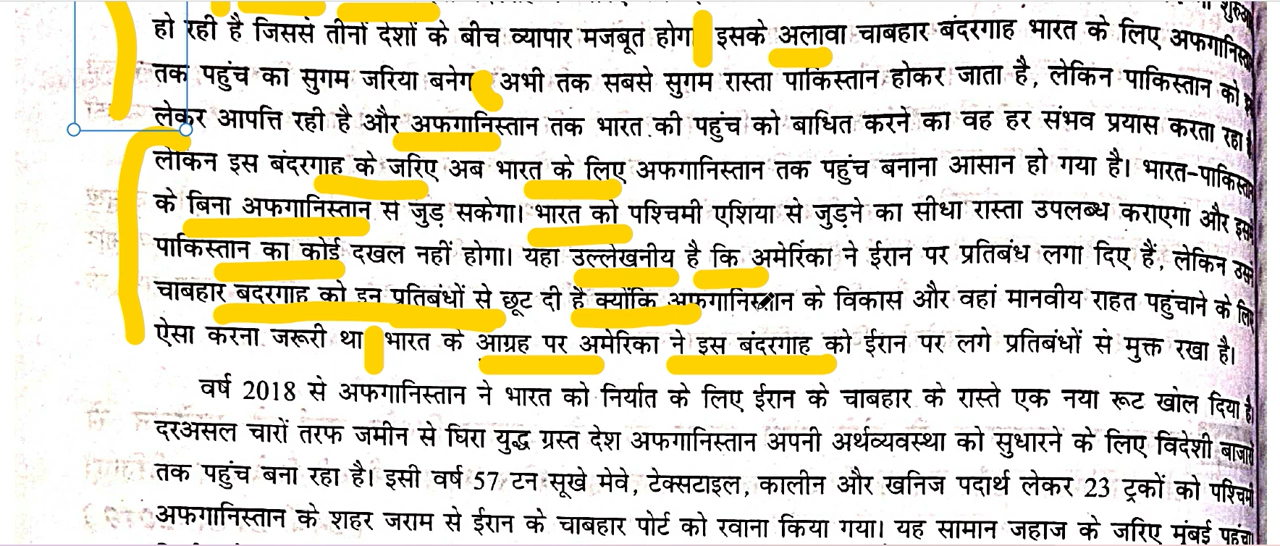 हो रही है जिससे तीनों देशों के बीच व्यापार मजबूत होगा इसके अलावा चाबहार बंदरगाह भारत के लिए
तक पहुंच का सुगम जरिया बनेगा अभी तक सबसे सुगम रास्ता पाकिस्तान होकर जाता है, लेकिन पाकिस्तान को
लेकर आपत्ति रही है और अफगानिस्तान तक भारत की पहुंच को बाधित करने का वह हर संभव प्रयास करता रहा है
लेकिन इस बंदरगाह के जरिए अब भारत के लिए अफगानिस्तान तक पहुंच बनाना आसान हो गया है। भारत-पाकिस्तान
के बिना अफगानिस्तान से जुड़ सकेगा। भारत को पश्चिमी एशिया से जुड़ने का सीधा रास्ता उपलब्ध कराएगा और
पाकिस्तान का कोई दखल नहीं होगा। यहा उल्लेखनीय है कि अमेरिका ने ईरान पर प्रतिबंध लगा दिए हैं, लेकिन
चाबहार बदरगाह को इन प्रतिबंधों से छूट दी है क्योंकि अफगानिस्तान के विकास और वहां मानवीय राहत पहुंचाने के
ऐसा करना जरूरी था भारत के आग्रह पर अमेरिका ने इस बंदरगाह को ईरान पर लगे प्रतिबंधों से मुक्त रखा है।
वर्ष 2018 से अफगानिस्तान ने भारत को निर्यात के लिए ईरान के चाबहार के रास्ते एक नया रूट खोल दिया है।
दरअसल चारों तरफ जमीन से घिरा युद्ध ग्रस्त देश अफगानिस्तान अपनी अर्थव्यवस्था को सुधारने के लिए विदेशी
तक पहुंच बना रहा है। इसी वर्ष 57 टन सूखे मेवे, टेक्सटाइल, कालीन और खनिज पदार्थ लेकर 23 ट्रकों को पश्चिमी
अफगानिस्तान के शहर जराम से ईरान के चाबहार पोर्ट को रवाना किया गया। यह सामान जहाज के जरिए मुंबई पहुंचा